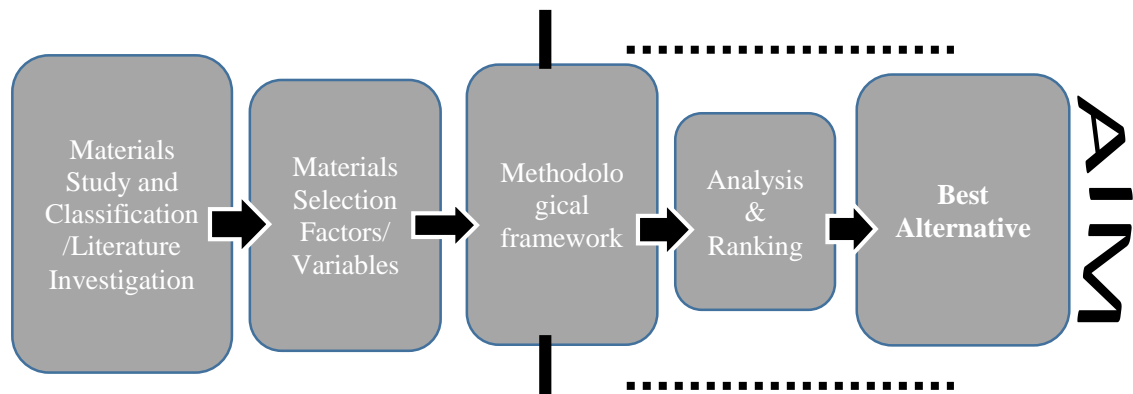 Materials
Study and
Classification
/Literature
Investigation
Materials
Selection
Factors/
Variables
Methodolo
gical
framework
Analysis
&
Ranking
Best
Alternative
AIM